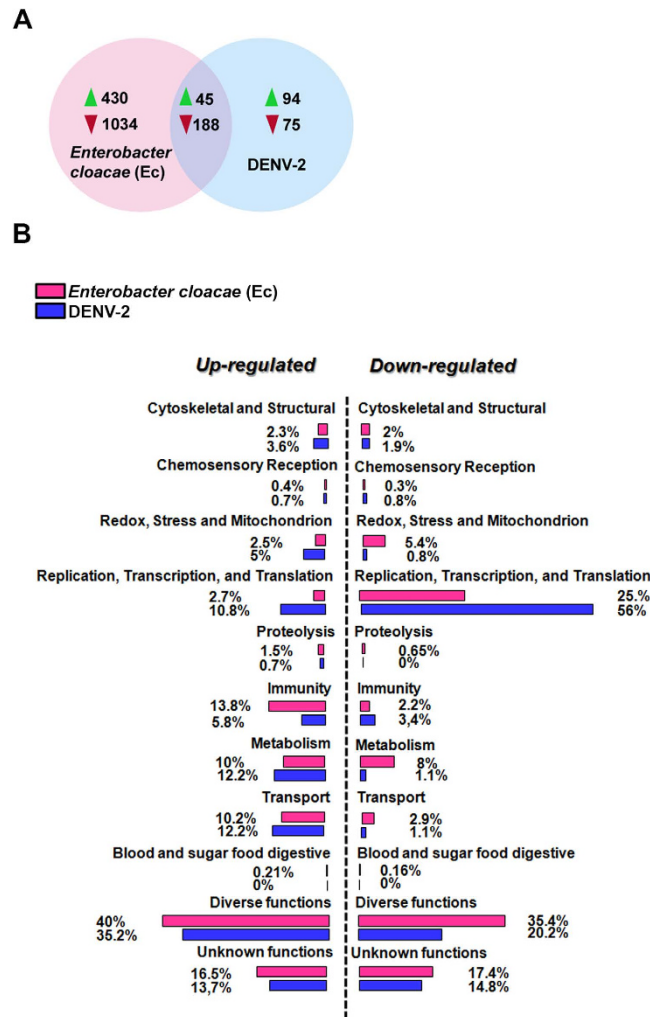 A
430 45 94
1034 188 75
Enterobacter
cloacae (Ec)
DENV-2
B
Enterobacter cloacae (Ec)
DENV-2
Up-regulated Down-regulated
Cytoskeletal and Structural Cytoskeletal and Structural
2.3% 2%
3.6% 1.9%
Chemosensory Reception Chemosensory Reception
0.4% 0.3%
0.7% 0.8%
Redox, Stress and Mitochondrion Redox, Stress and Mitochondrion
2.5% 5.4%
5% 0.8%
Replication, Transcription, and Translation Replication, Transcription, and Translation
2.7% 25.%
10.8% 56%
Proteolysis Proteolysis
1.5% 0.65%
0.7% 0%
Immunity Immunity
13.8% 2.2%
5.8% 3,4%
Metabolism Metabolism
10% 8%
12.2% 1.1%
Transport Transport
10.2% 2.9%
12.2% 1.1%
Blood and sugar food digestive Blood and sugar food digestive
0.21% 0.16%
0% 0%
Diverse functions Diverse functions
40% 35.4%
35.2% 20.2%
Unknown functions Unknown functions
16.5% 17.4%
13,7% 14.8%